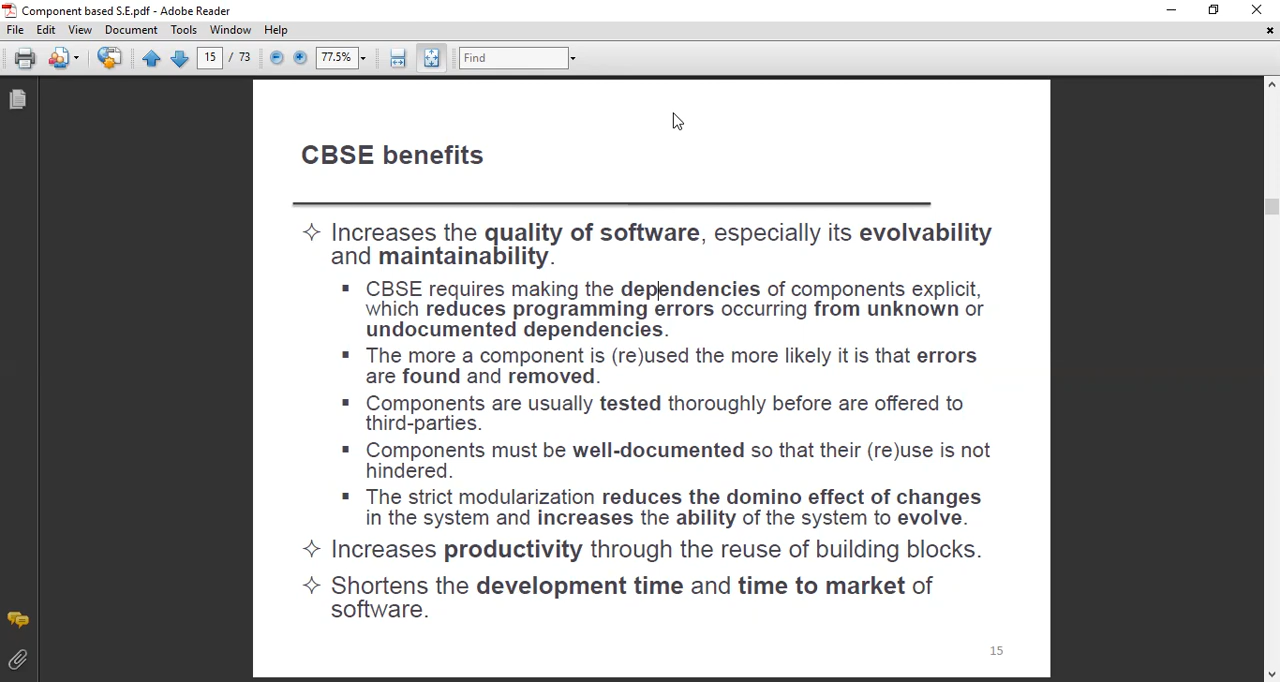 Component based S.E.pdf - Adobe Reader
File Edit View Document Tools Window Help
15 / 73 77.5% Find
CBSE benefits
Increases the quality of software, especially its evolvability
and maintainability.
CBSE requires making the dependencies of components explicit,
which reduces programming errors occurring from unknown or
undocumented dependencies.
The more a component is (re)used the more likely it is that errors
are found and removed.
Components are usually tested thoroughly before are offered to
third-parties.
Components must be well-documented so that their (re)use is not
hindered.
The strict modularization reduces the domino effect of changes
in the system and increases the ability of the system to evolve.
Increases productivity through the reuse of building blocks.
Shortens the development time and time to market of
software.
15